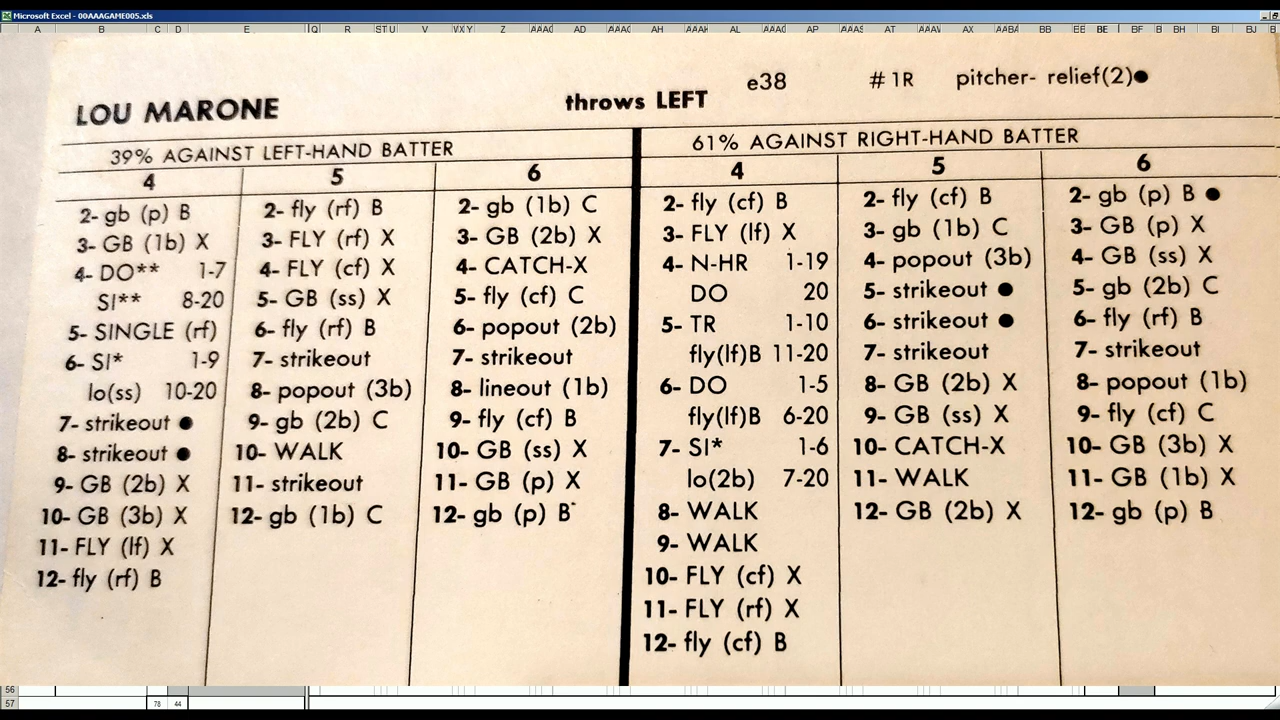 Microsoft Excel - 00AAAGAME005.xls
LOU MARONE throws LEFT e38 # 1R pitcher- relief(2)●
39% AGAINST LEFT-HAND BATTER
4
2- gb (p) B
3- GB (1b) X
4- DO** 1-7
SI** 8-20
5- SINGLE (rf)
6- SI* 1-9
lo(ss) 10-20
7- strikeout ●
8- strikeout ●
9- GB (2b) X
10- GB (3b) X
11- FLY (lf) X
12- fly (rf) B
5
2- fly (rf) B
3- FLY (rf) X
4- FLY (cf) X
5- GB (ss) X
6- fly (rf) B
7- strikeout
8- popout (3b)
9- gb (2b) C
10- WALK
11- strikeout
12- gb (1b) C
6
2- gb (1b) C
3- GB (2b) X
4- CATCH-X
5- fly (cf) C
6- popout (2b)
7- strikeout
8- lineout (1b)
9- fly (cf) B
10- GB (ss) X
11- GB (p) X
12- gb (p) B
61% AGAINST RIGHT-HAND BATTER
4
2- fly (cf) B
3- FLY (lf) X
4- N-HR 1-19
DO 20
5- TR 1-10
fly(lf)B 11-20
6- DO 1-5
fly(lf)B 6-20
7- SI* 1-6
lo(2b) 7-20
8- WALK
9- WALK
10- FLY (cf) X
11- FLY (rf) X
12- fly (cf) B
5
2- fly (cf) B
3- gb (1b) C
4- popout (3b)
5- strikeout ●
6- strikeout ●
7- strikeout
8- GB (2b) X
9- GB (ss) X
10- CATCH-X
11- WALK
12- GB (2b) X
6
2- gb (p) B ●
3- GB (p) X
4- GB (ss) X
5- gb (2b) C
6- fly (rf) B
7- strikeout
8- popout (1b)
9- fly (cf) C
10- GB (3b) X
11- GB (1b) X
12- gb (p) B
56
57 78 44